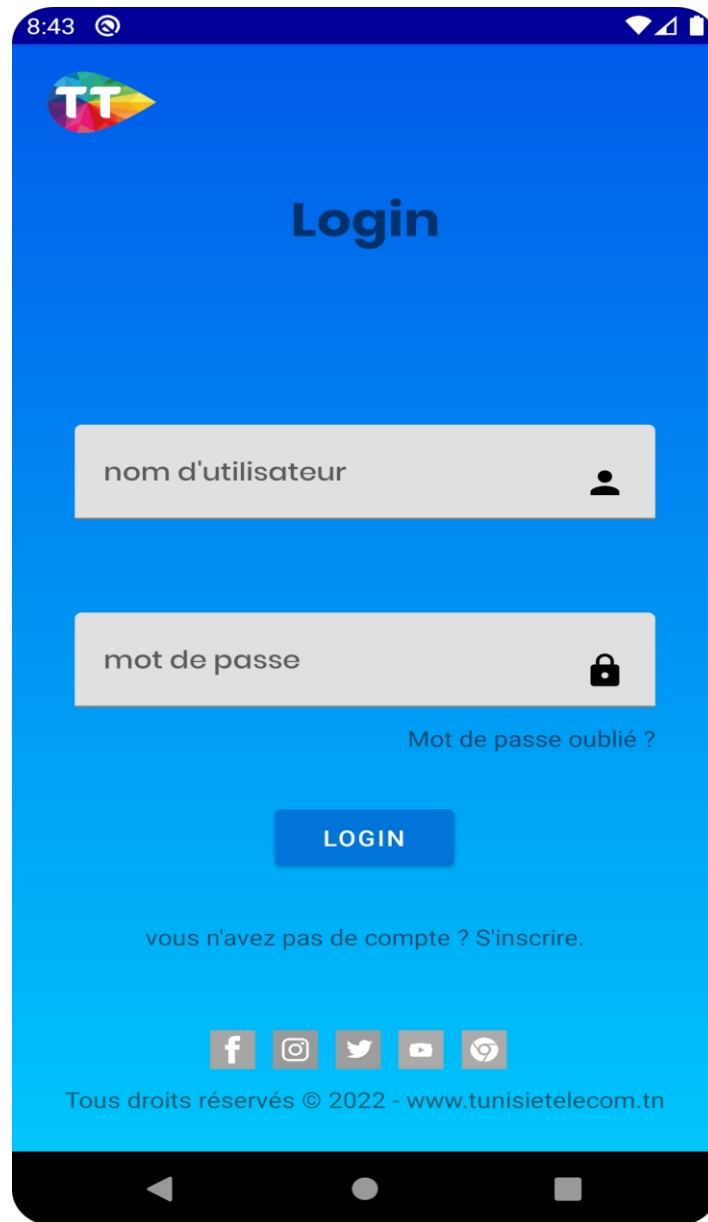 8:43
TT
Login
nom d'utilisateur
mot de passe
Mot de passe oublié ?
LOGIN
vous n'avez pas de compte ? S'inscrire.
Tous droits réservés © 2022 - www.tunisietelecom.tn